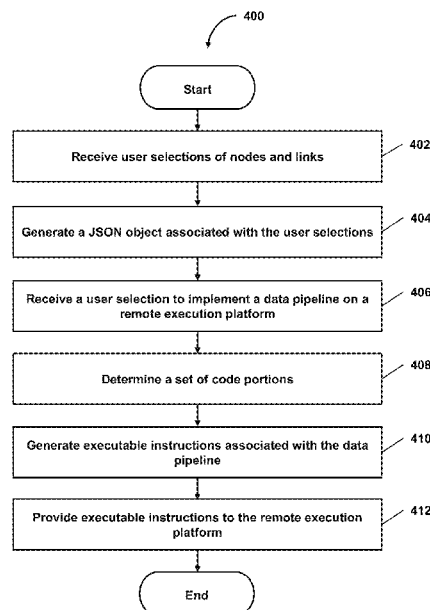 400
Start
Receive user selections of nodes and links
402
Generate a JSON object associated with the user selections
404
Receive a user selection to implement a data pipeline on a
remote execution platform
406
Determine a set of code portions
408
Generate executable instructions associated with the data
pipeline
410
Provide executable instructions to the remote execution
platform
412
End